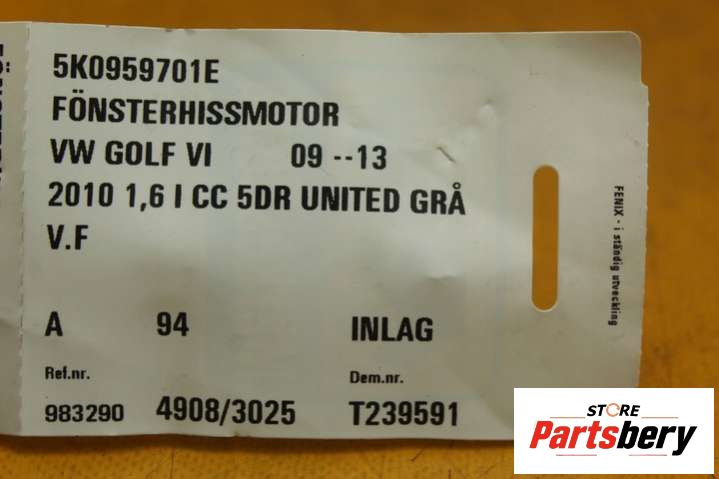 5K0959701E
FÖNSTERHISSMOTOR
VW GOLF VI 09 --13
2010 1,6 I CC 5DR UNITED GRÅ
V.F
A 94 INLAG
Ref.nr. Dem.nr.
983290 4908/3025 T239591
FENIX - i ständig utveckling
STORE
Partsbery